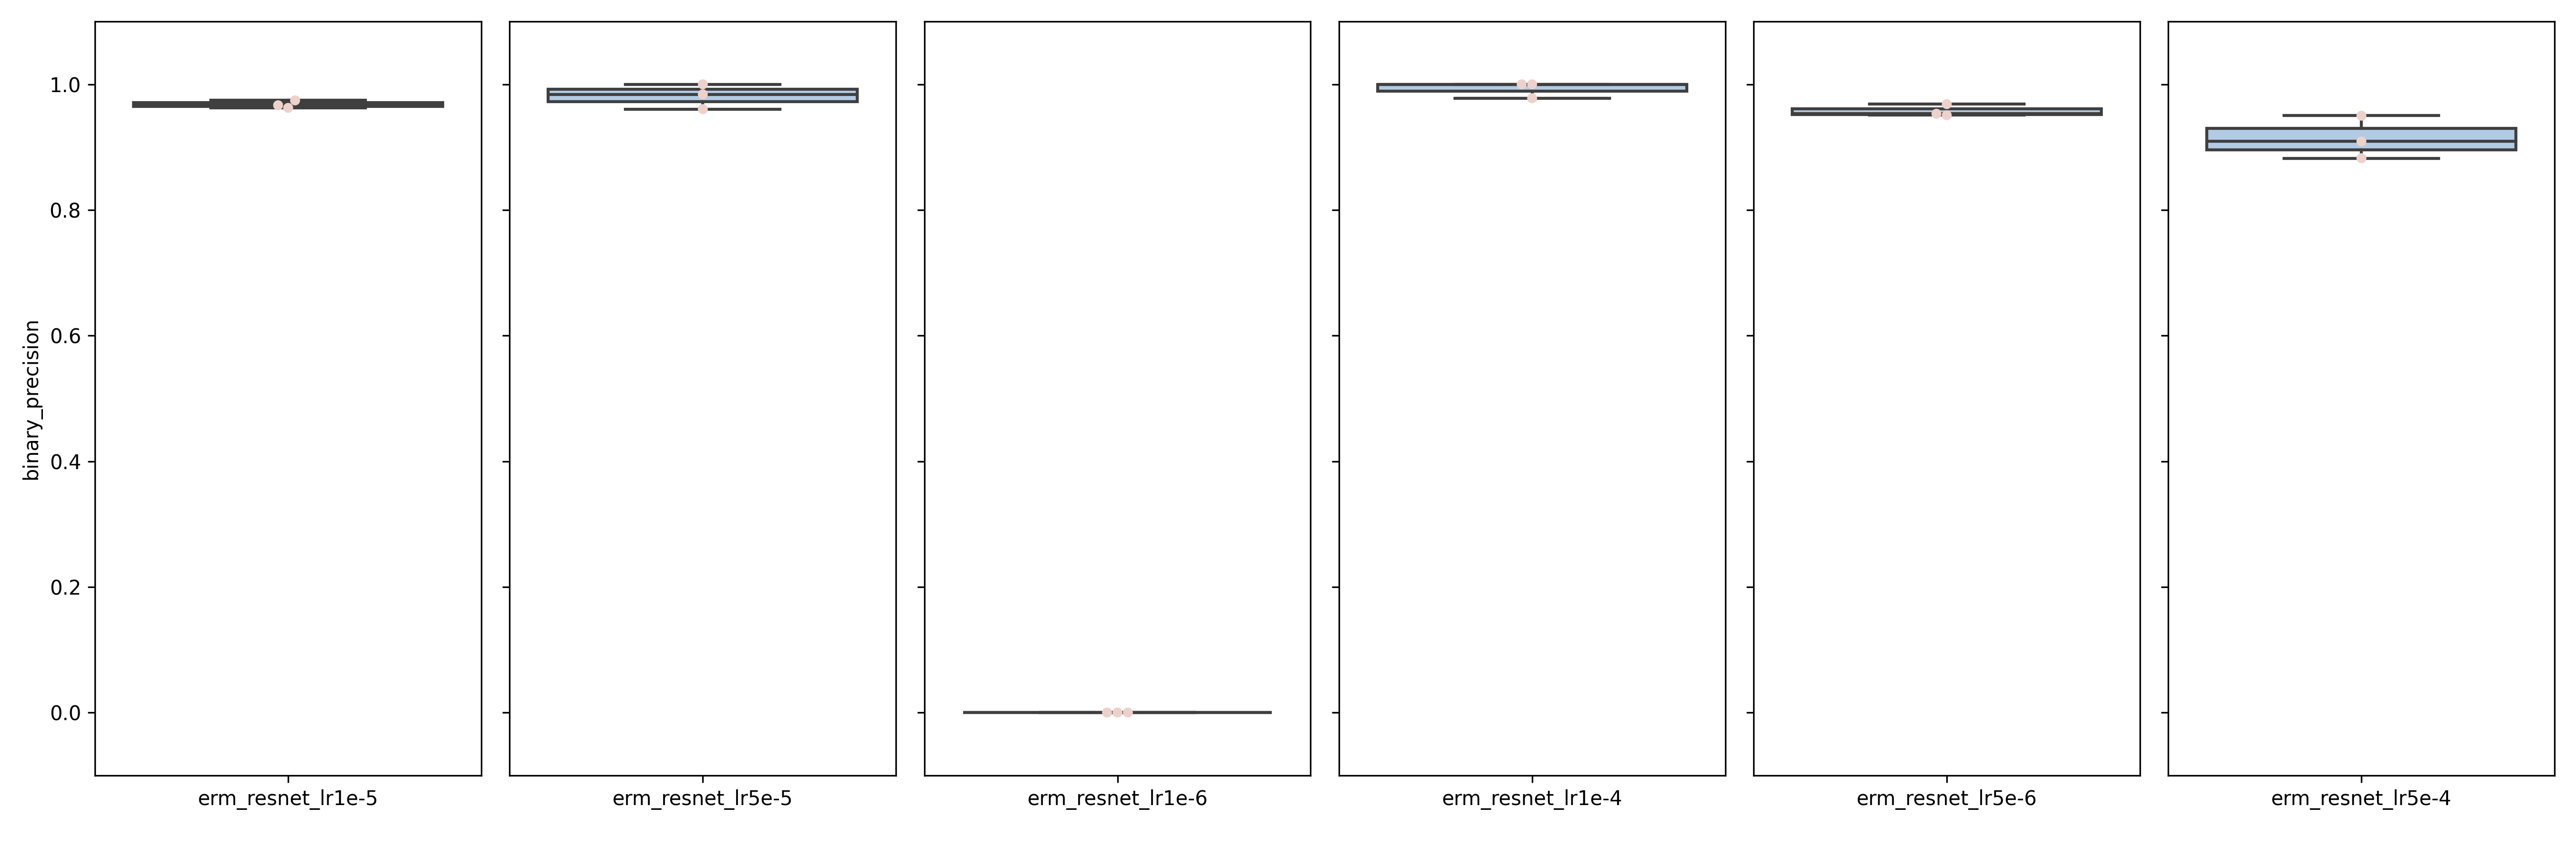 binary_precision
1.0
0.8
0.6
0.4
0.2
0.0
erm_resnet_lr1e-5
erm_resnet_lr5e-5
erm_resnet_lr1e-6
erm_resnet_lr1e-4
erm_resnet_lr5e-6
erm_resnet_lr5e-4